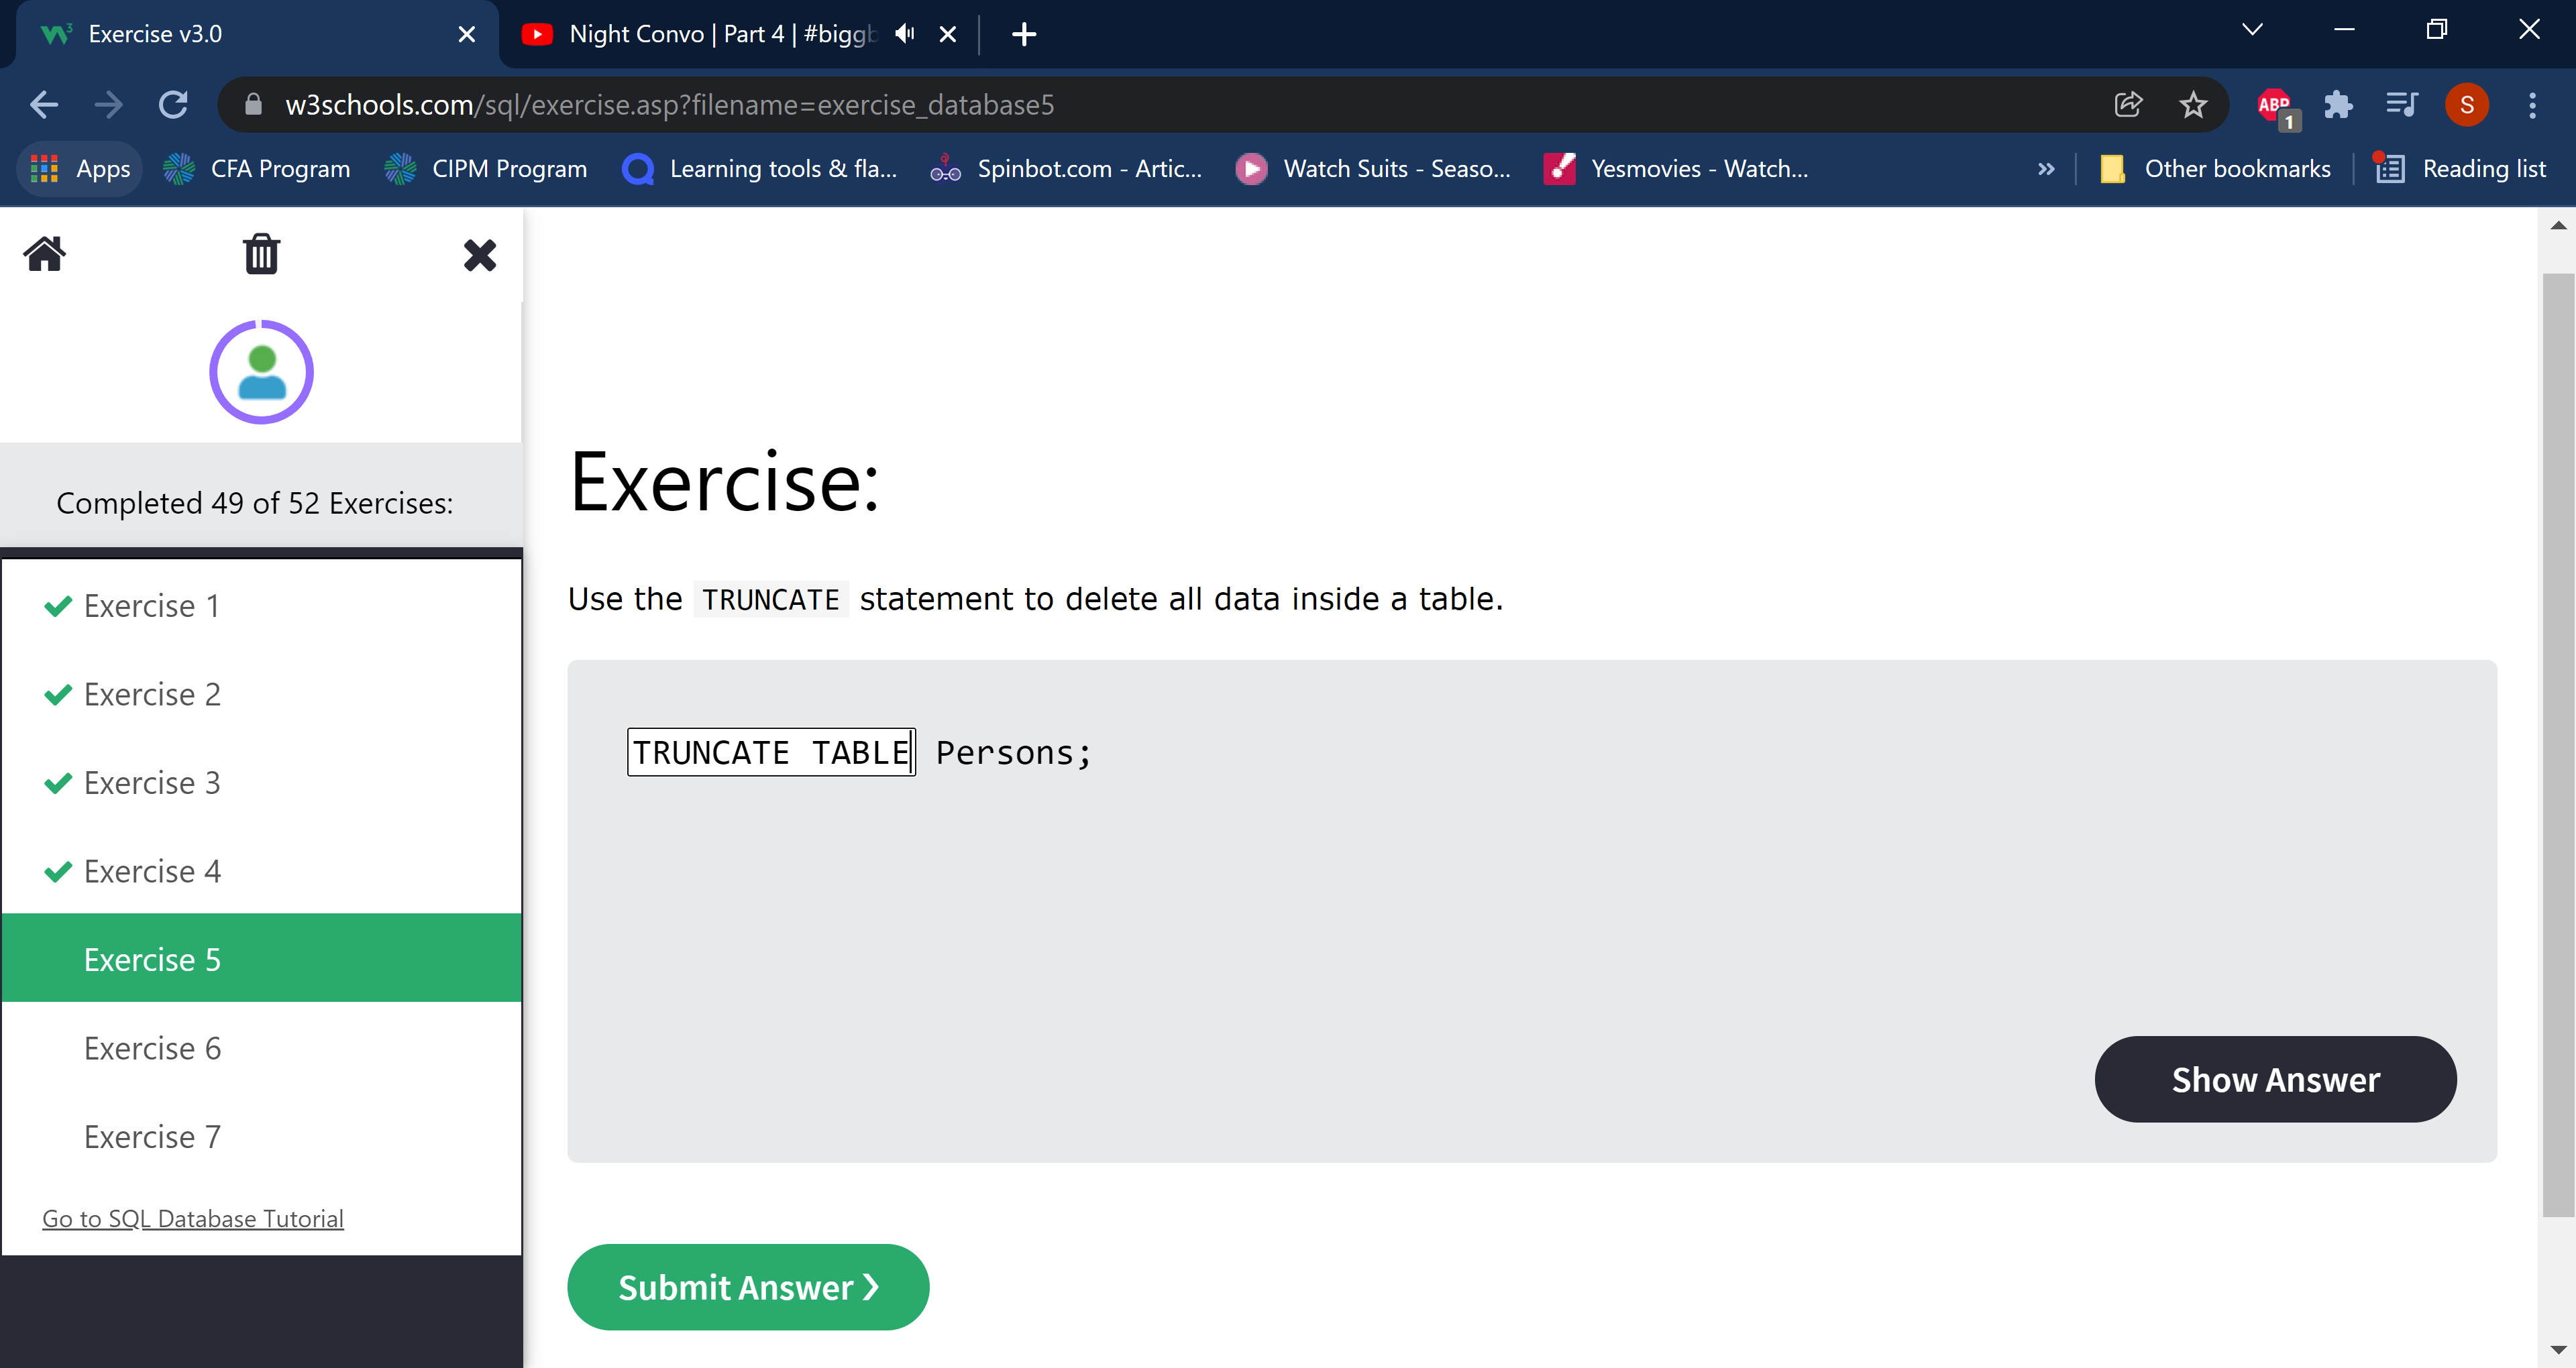 Exercise v3.0
Night Convo | Part 4 | #biggb
w3schools.com/sql/exercise.asp?filename=exercise_database5
ABP
1
S
Apps
CFA Program
CIPM Program
Learning tools & fla...
Spinbot.com - Artic...
Watch Suits - Seaso...
Yesmovies - Watch...
»
Other bookmarks
Reading list
Completed 49 of 52 Exercises:
Exercise 1
Exercise 2
Exercise 3
Exercise 4
Exercise 5
Exercise 6
Exercise 7
Go to SQL Database Tutorial
Exercise:
Use the TRUNCATE statement to delete all data inside a table.
TRUNCATE TABLE Persons;
Show Answer
Submit Answer ❯